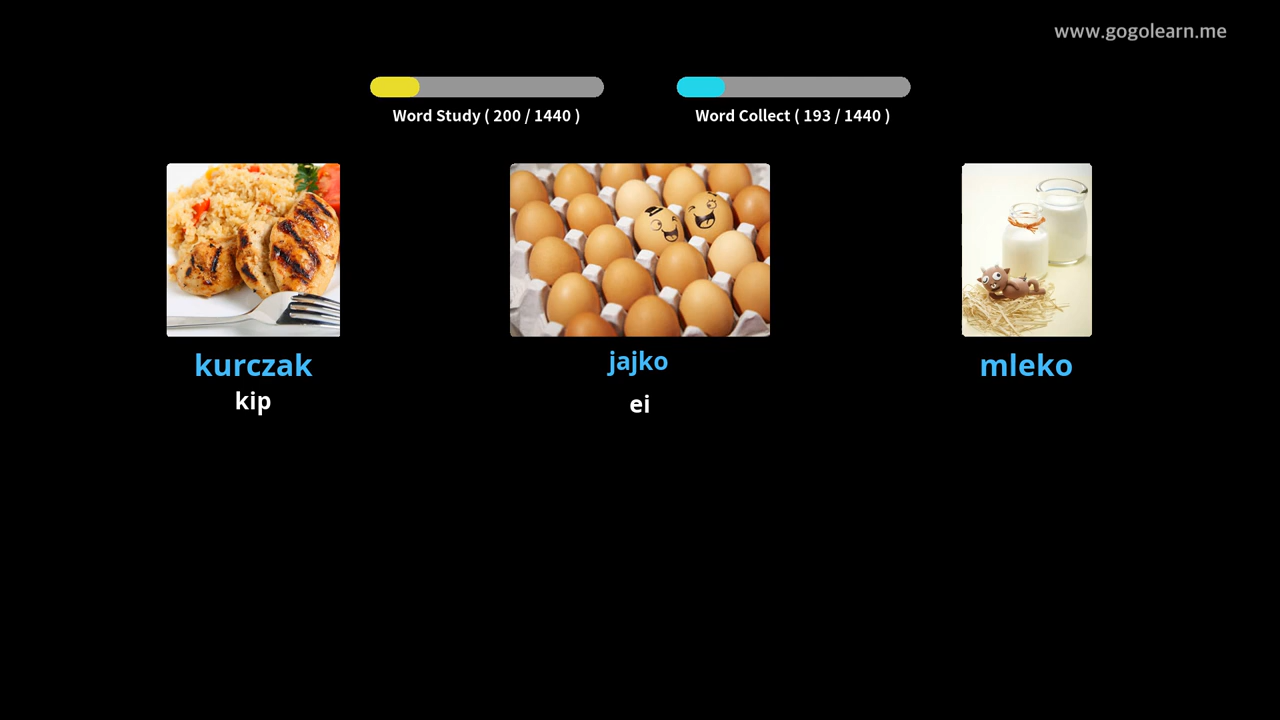 www.gogolearn.me
Word Study ( 200 / 1440 )
Word Collect ( 193 / 1440 )
kurczak
kip
jajko
ei
mleko